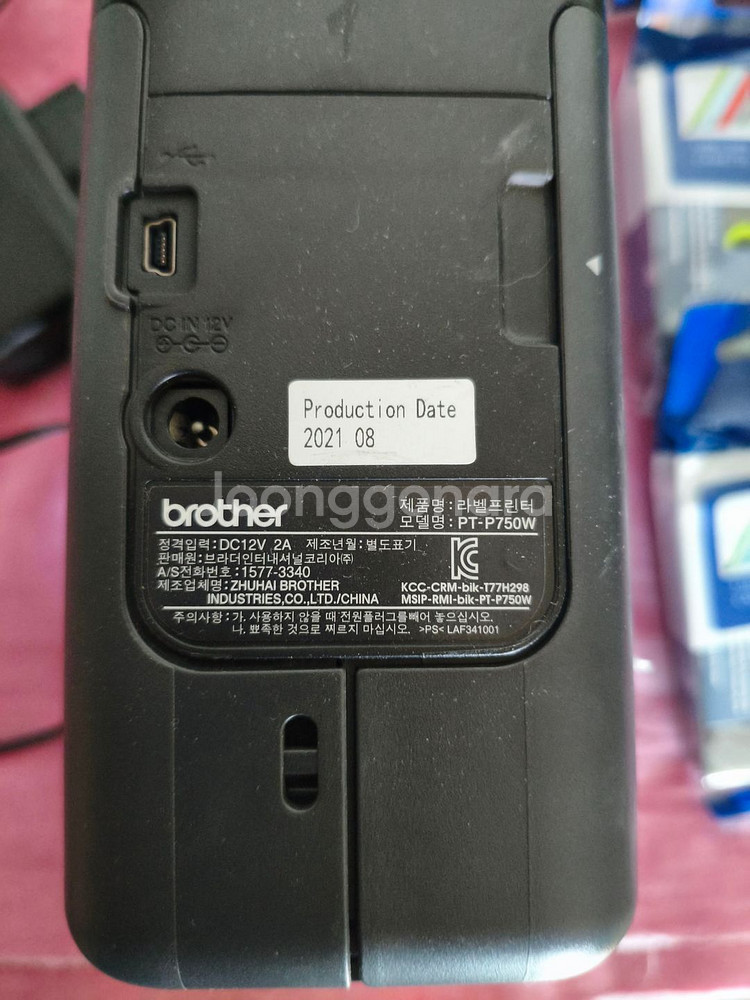 DC IN 12V
Production Date
2021 08
loonggongra
brother
제품명 : 라벨프린터
모델명 : PT-P750W
정격입력 : DC12V 2A 제조년월 : 별도표기
판매원 : 브라더인터내셔널코리아㈜
A/S전화번호 : 1577-3340
제조업체명 : ZHUHAI BROTHER
INDUSTRIES,CO.,LTD./CHINA
KCC-CRM-bik-T77H298
MSIP-RMI-bik-PT-P750W
주의사항 : 가. 사용하지 않을 때 전원플러그를 빼어 놓으십시오.
나. 뾰족한 것으로 찌르지 마십시오. >PS< LAF341001